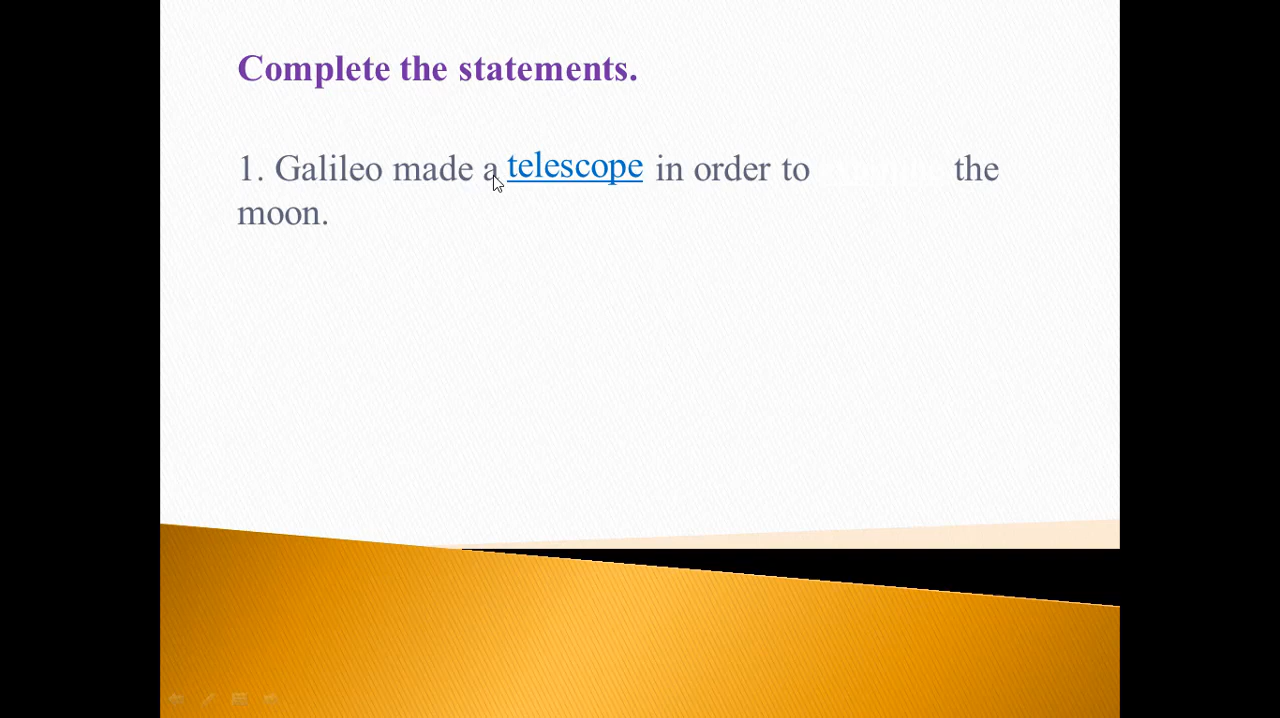 Complete the statements.
1. Galileo made a telescope in order to the
moon.